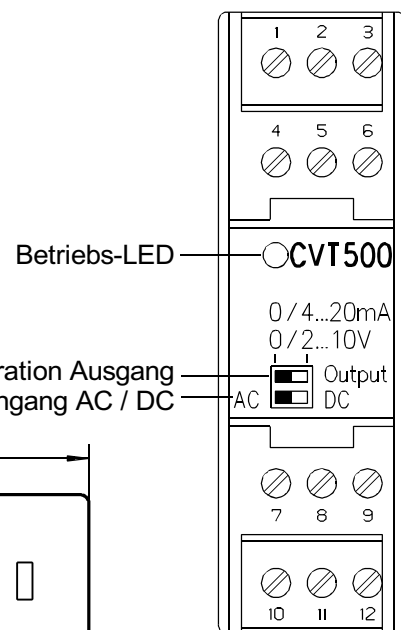 1 2 3
4 5 6
Betriebs-LED
CVT500
0/4...20mA
0/2...10V
ration Ausgang
Output
ngang AC / DC
AC
DC
7 8 9
10 11 12